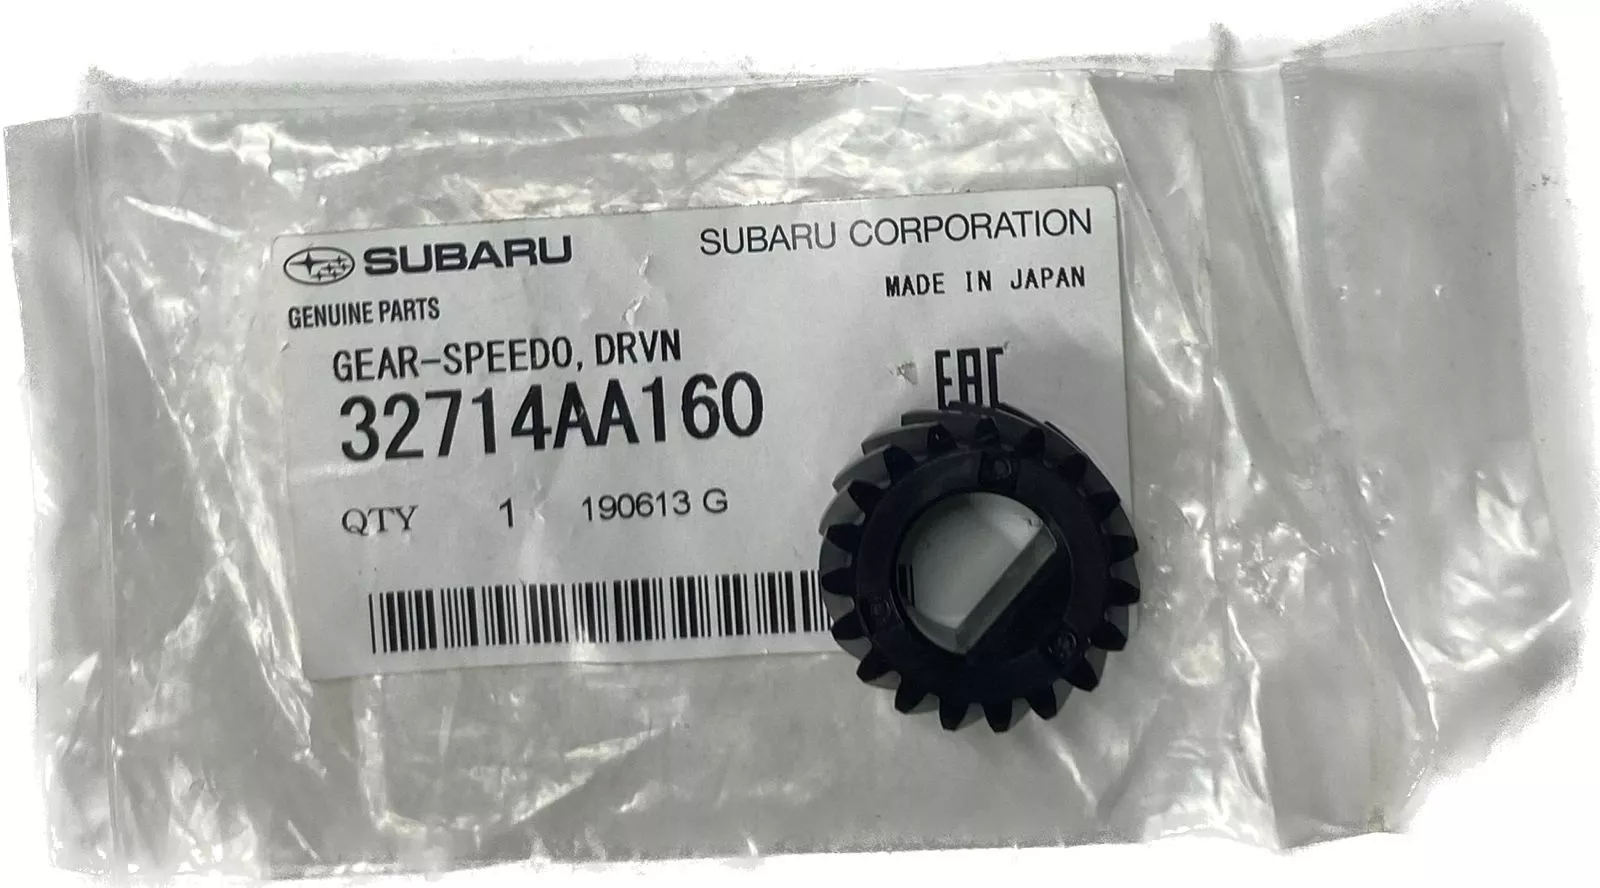 SUBARU
SUBARU CORPORATION
MADE IN JAPAN
GENUINE PARTS
GEAR-SPEEDO, DRVN
32714AA160
EAC
QTY 1 190613 G